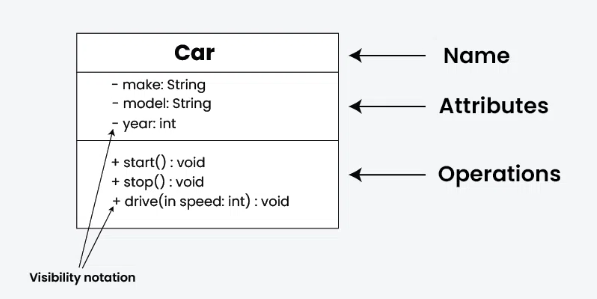 Car
Name
- make: String
- model: String
- year: int
Attributes
+ start() : void
+ stop() : void
+ drive(in speed: int) : void
Operations
Visibility notation